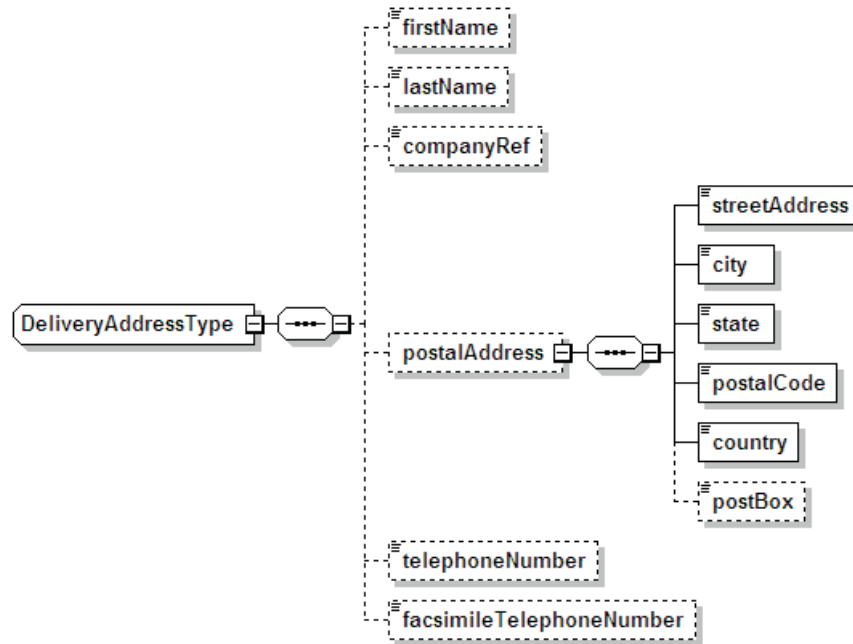 firstName
lastName
companyRef
streetAddress
city
DeliveryAddressType
state
postalAddress
postalCode
country
postBox
telephoneNumber
facsimileTelephoneNumber